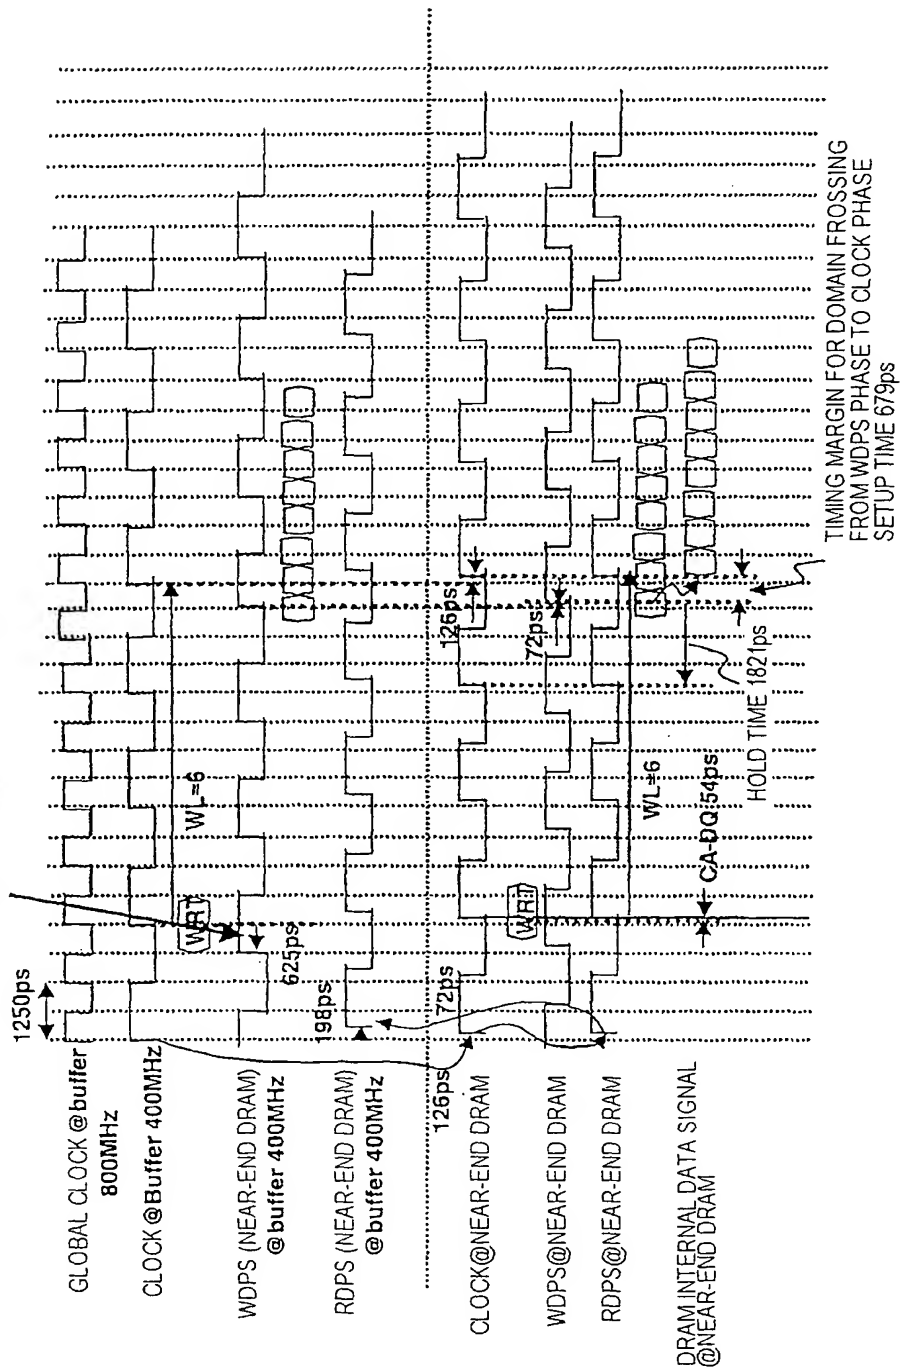 1250ps
GLOBAL CLOCK @buffer
800MHz
CLOCK @Buffer 400MHz
WL=6
WRT
WDPS (NEAR-END DRAM)
@buffer 400MHz
625ps
RDPS (NEAR-END DRAM)
@buffer 400MHz
198ps
126ps
72ps
126ps
CLOCK@NEAR-END DRAM
WRT
72ps
WDPS@NEAR-END DRAM
RDPS@NEAR-END DRAM
WL=6
DRAM INTERNAL DATA SIGNAL
@NEAR-END DRAM
CA-DQ 54ps
HOLD TIME 1821ps
TIMING MARGIN FOR DOMAIN FROSSING
FROM WDPS PHASE TO CLOCK PHASE
SETUP TIME 679ps